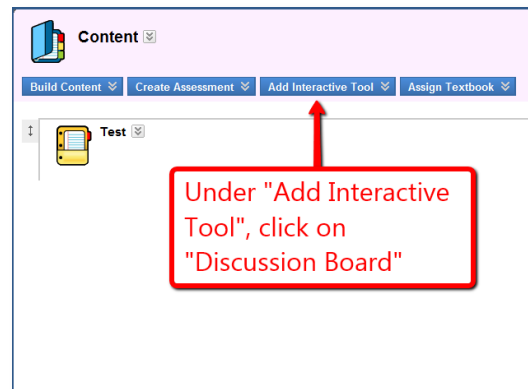 Content
Build Content Create Assessment Add Interactive Tool Assign Textbook
Test
Under "Add Interactive
Tool", click on
"Discussion Board"